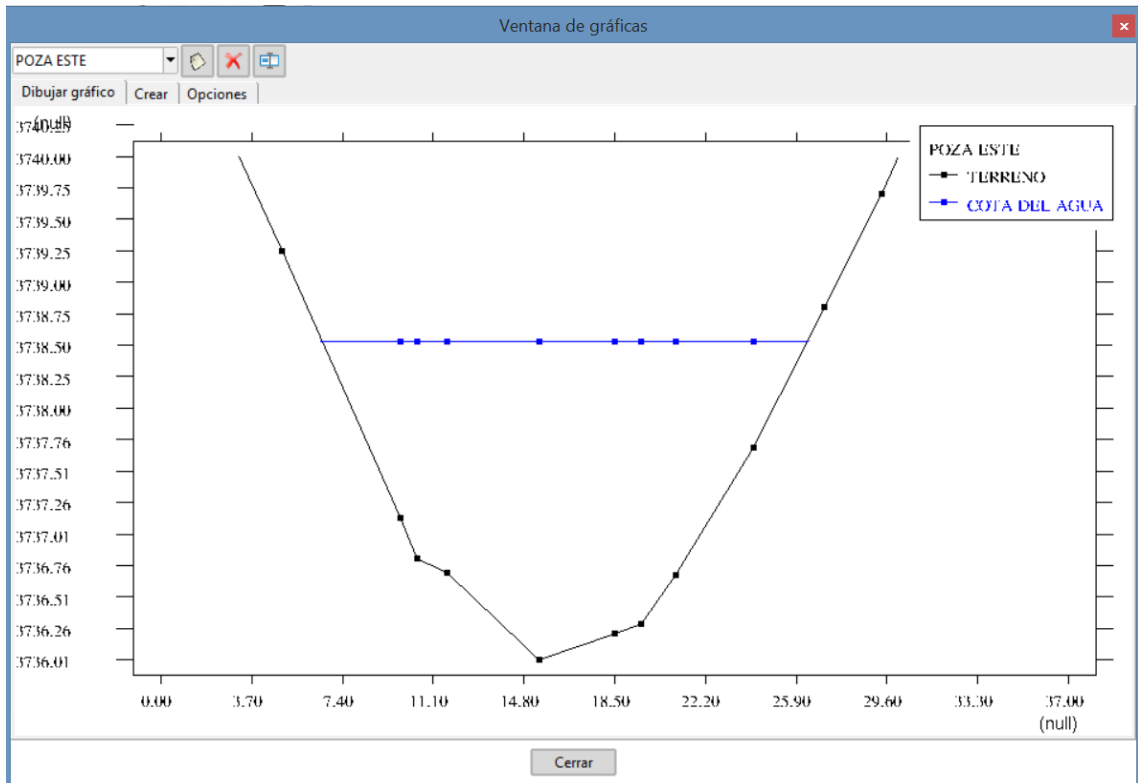 Ventana de gráficas
POZA ESTE
Dibujar gráfico Crear Opciones
(null)
3740.25
3740.00
3739.75
3739.50
3739.25
3739.00
3738.75
3738.50
3738.25
3738.00
3737.76
3737.51
3737.26
3737.01
3736.76
3736.51
3736.26
3736.01
POZA ESTE
TERRENO
COTA DEL AGUA
0.00 3.70 7.40 11.10 14.80 18.50 22.20 25.90 29.60 33.30 37.00
(null)
Cerrar